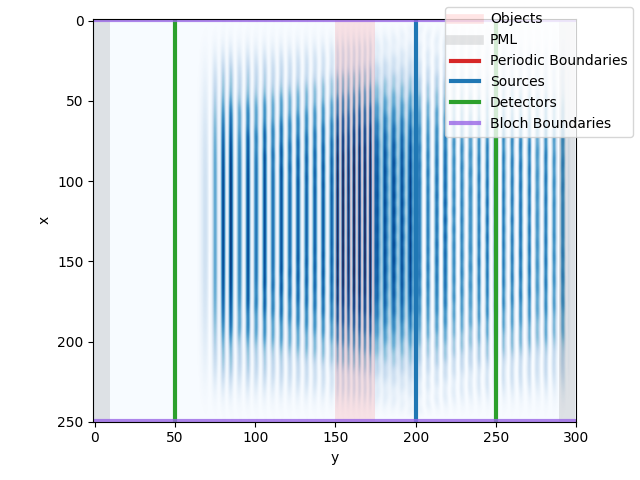 Objects
PML
Periodic Boundaries
Sources
Detectors
Bloch Boundaries
0
50
100
150
200
250
x
0
50
100
150
200
250
300
y